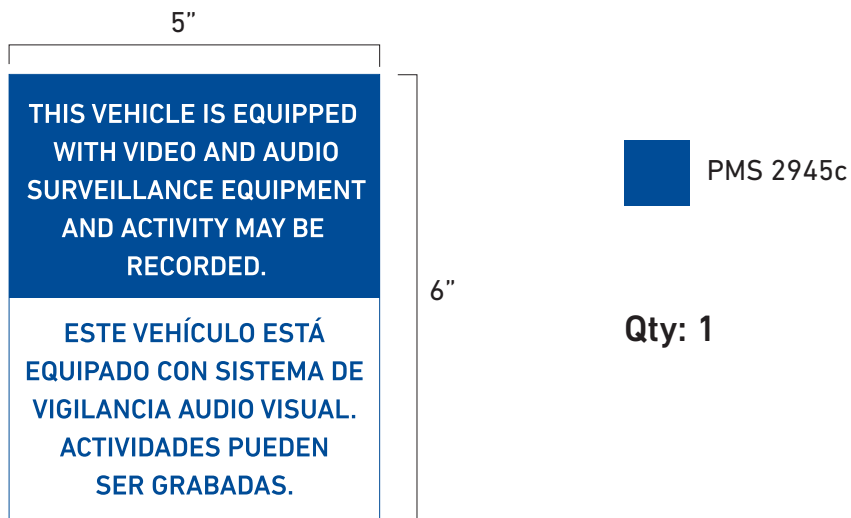 5”
THIS VEHICLE IS EQUIPPED
WITH VIDEO AND AUDIO
SURVEILLANCE EQUIPMENT
AND ACTIVITY MAY BE
RECORDED.
ESTE VEHÍCULO ESTÁ
EQUIPADO CON SISTEMA DE
VIGILANCIA AUDIO VISUAL.
ACTIVIDADES PUEDEN
SER GRABADAS.
6”
PMS 2945c
Qty: 1